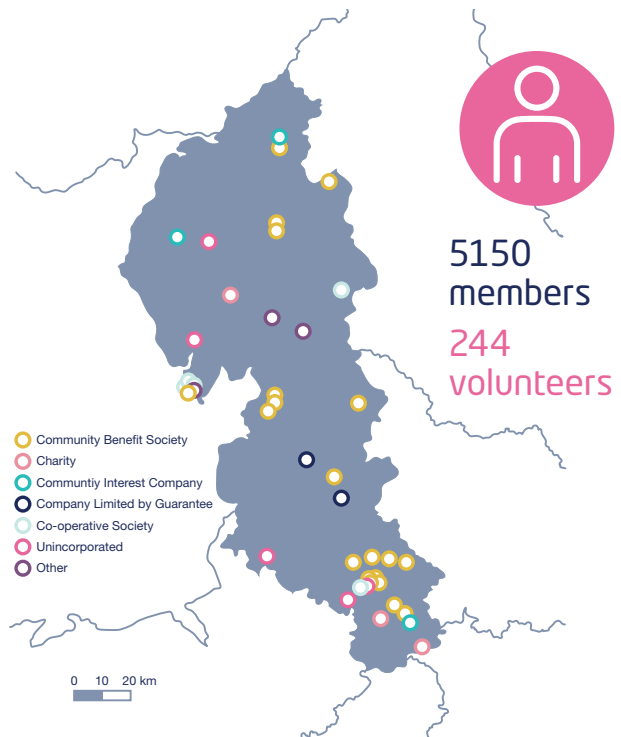 5150
members
244
volunteers
Community Benefit Society
Charity
Communtiy Interest Company
Company Limited by Guarantee
Co-operative Society
Unincorporated
Other
0 10 20 km